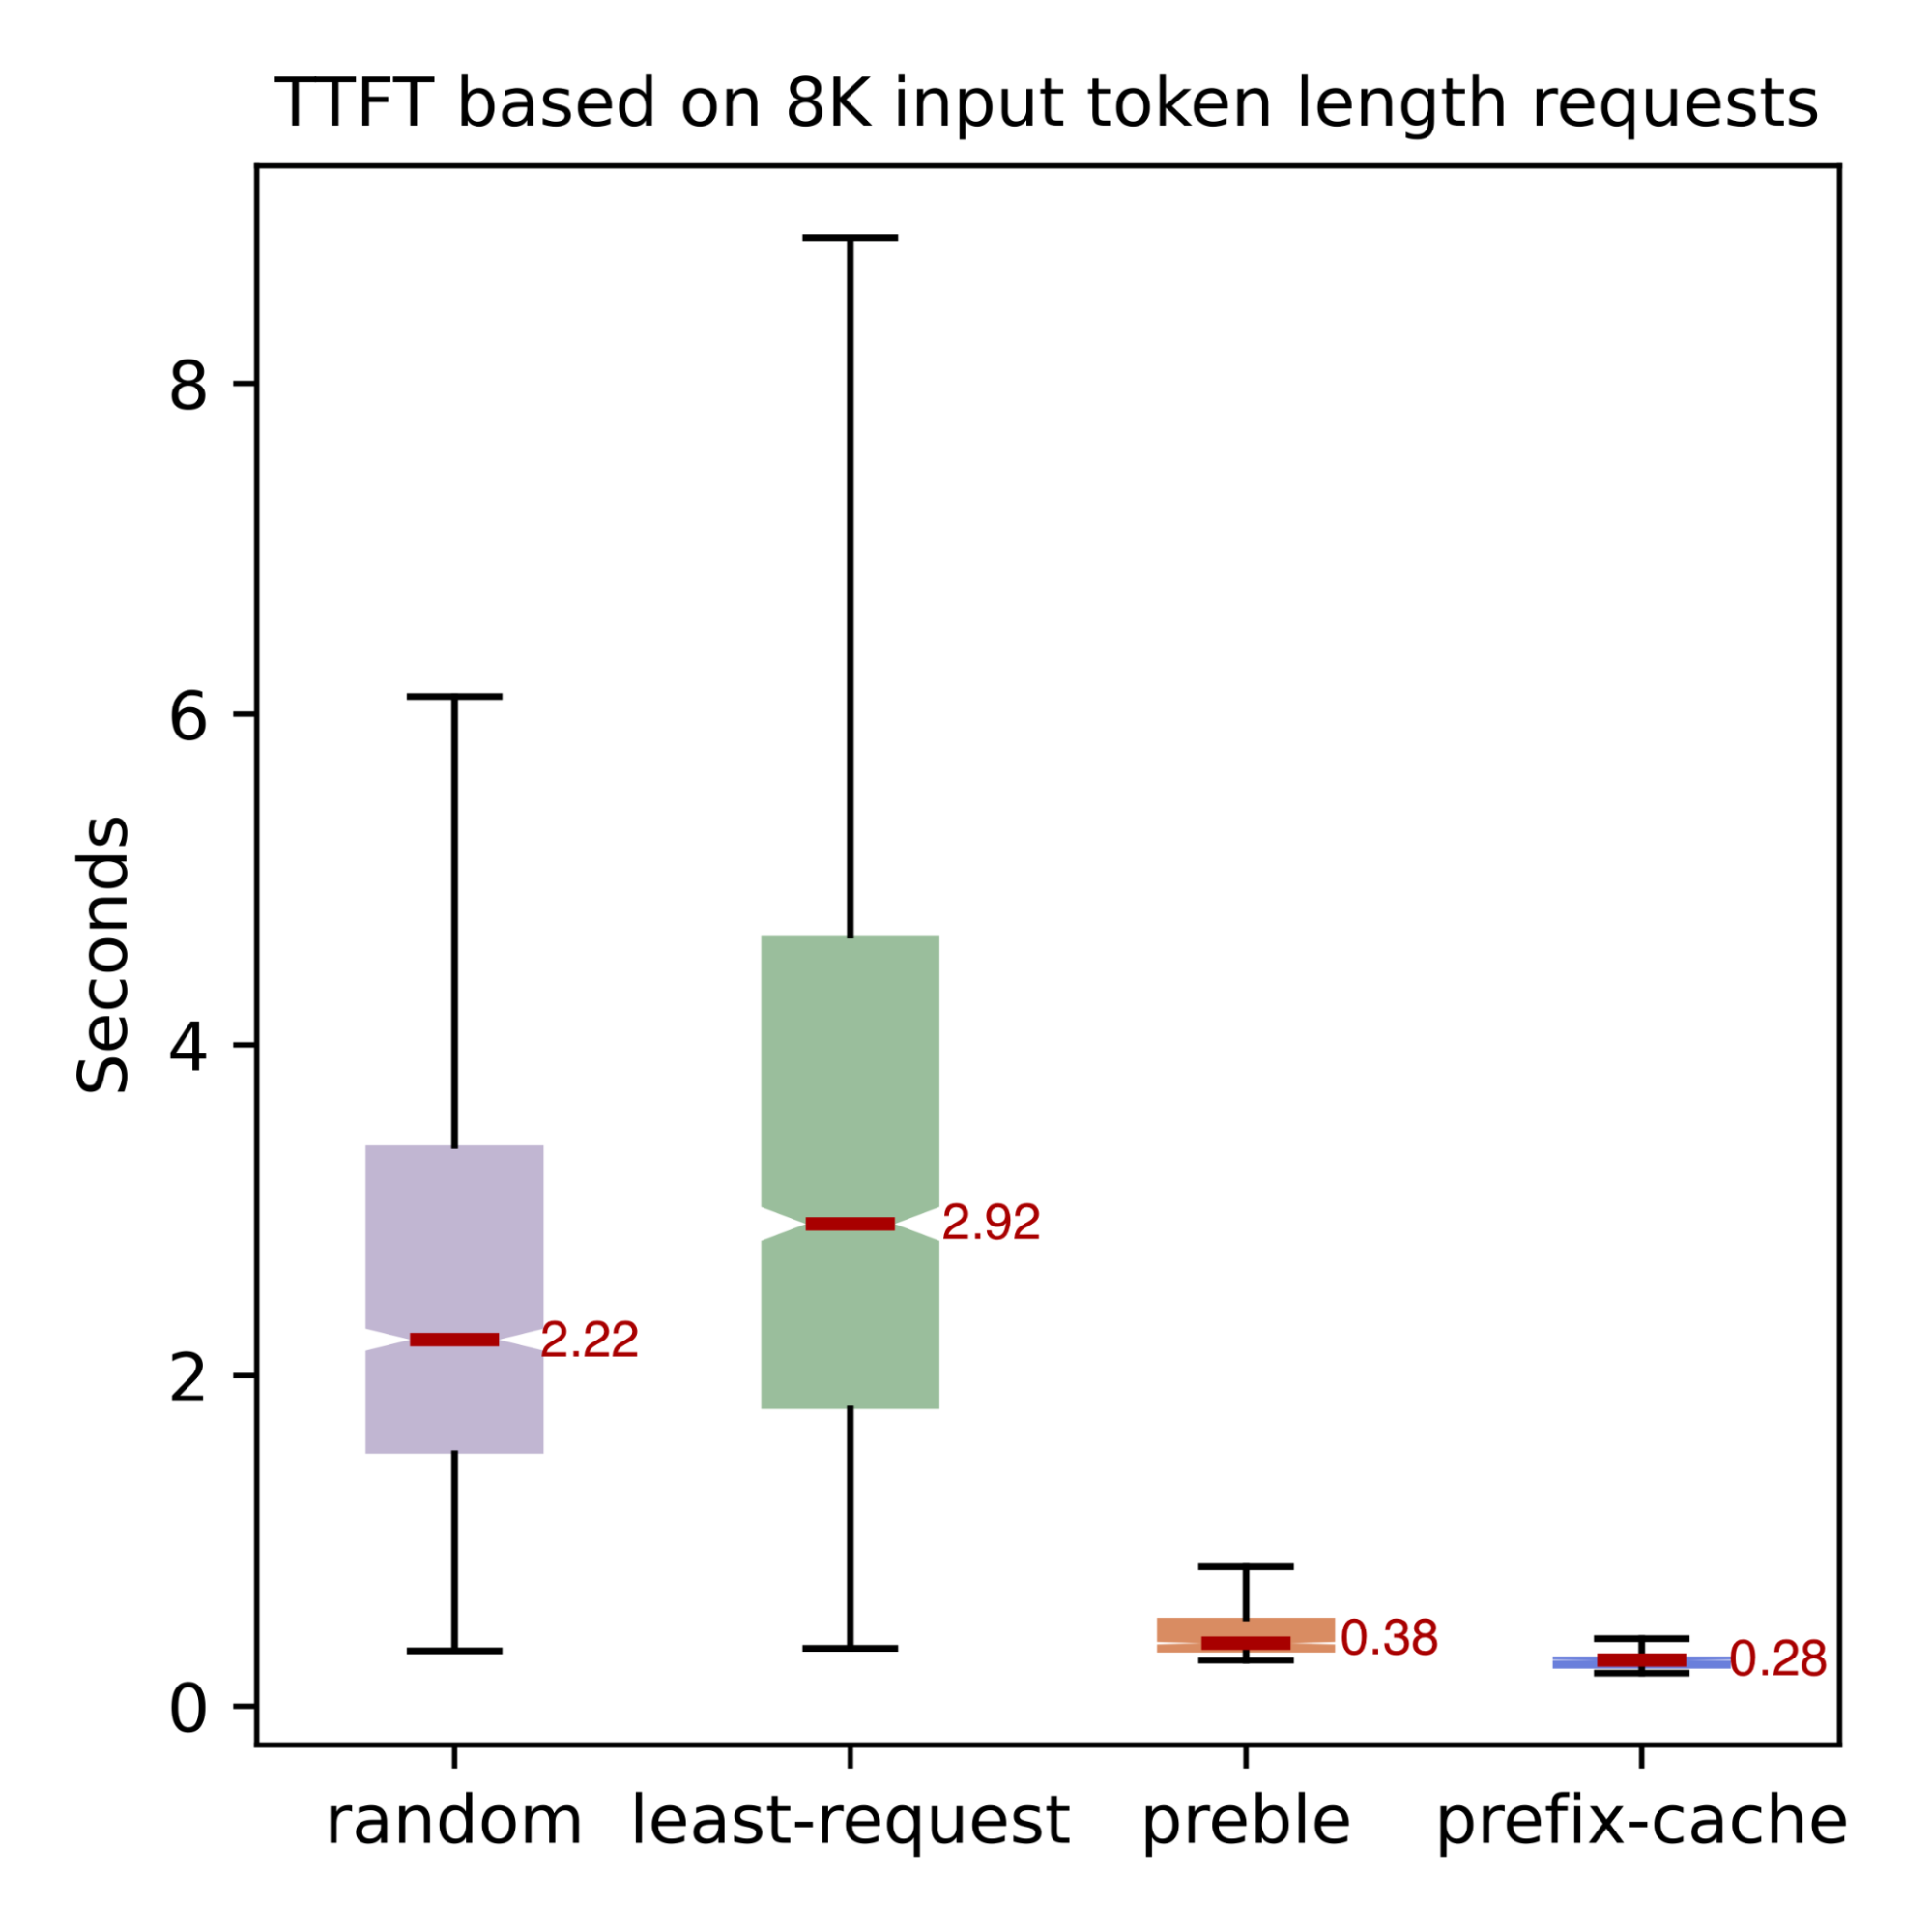 TTFT based on 8K input token length requests
Seconds
8
6
4
2
0
2.22
2.92
0.38
0.28
random
least-request
preble
prefix-cache